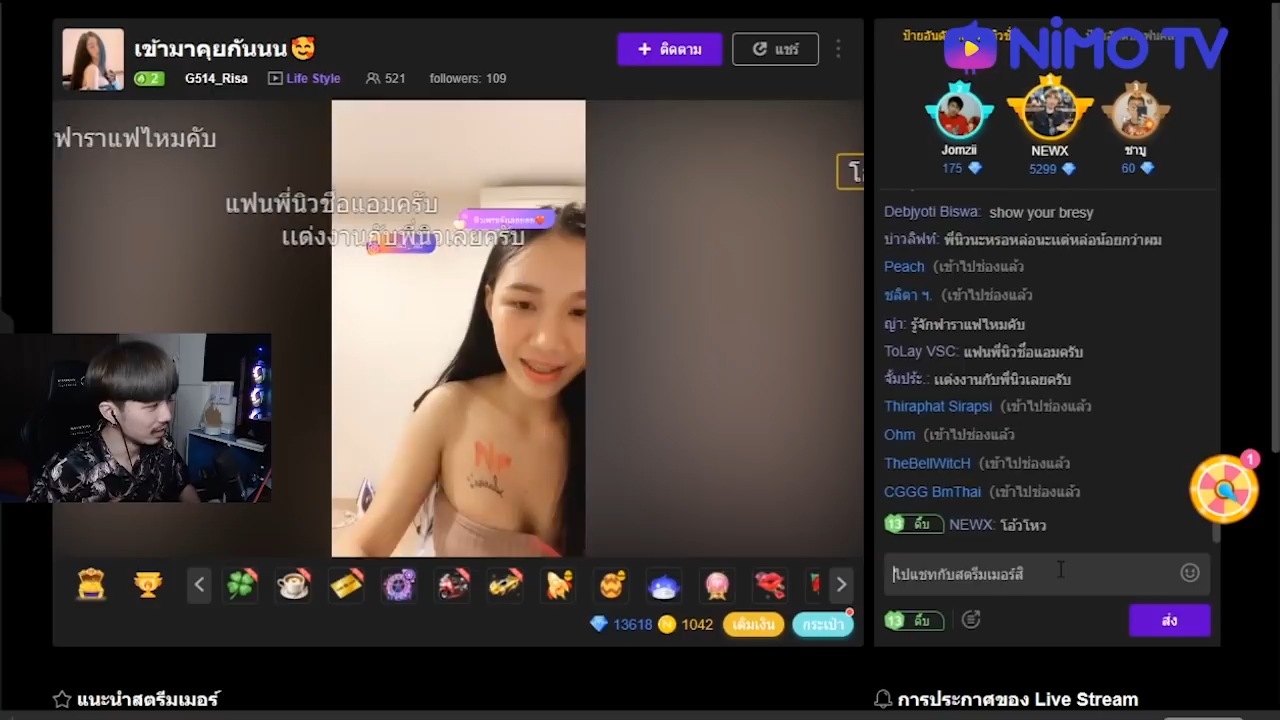 เข้ามาคุยกันนน🥰
2 G514_Risa Life Style 521 followers: 109
+ ติดตาม
แชร์
NIMO TV
Jomzii
175
NEWX
5299
ชาบู
60
ฟาราแฟไหมคับ
แฟนพี่นิวชื่อแอมครับ
แต่งงานกับพี่นิวเลยครับ
Debjyoti Biswa: show your bresy
บ่าวลิฟท์: พี่นิวนะหรอหล่อนะแต่หล่อน้อยกว่าผม
Peach (เข้าไปช่องแล้ว
ชลิดา ฯ. (เข้าไปช่องแล้ว
ญ่า: รู้จักฟาราแฟไหมคับ
ToLay VSC: แฟนพี่นิวชื่อแอมครับ
จั้มประ.: แต่งงานกับพี่นิวเลยครับ
Thiraphat Sirapsi (เข้าไปช่องแล้ว
Ohm (เข้าไปช่องแล้ว
TheBellWitcH (เข้าไปช่องแล้ว
CGGG BmThai (เข้าไปช่องแล้ว
13 ดึ๊บ NEWX: โอ้วโหว
ไปแชทกับสตรีมเมอร์สิ
13 ดึ๊บ
ส่ง
1
13618 1042 เติมเงิน กระเป๋า
แนะนำสตรีมเมอร์
การประกาศของ Live Stream